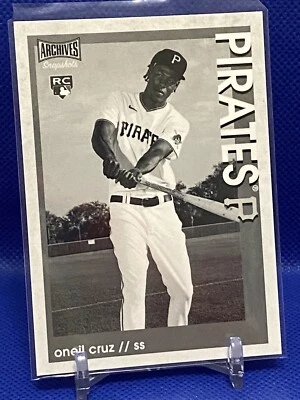 ARCHIVES
Snapshots
RC
PIRATES®
P
P
PIRATES
oneil cruz // ss